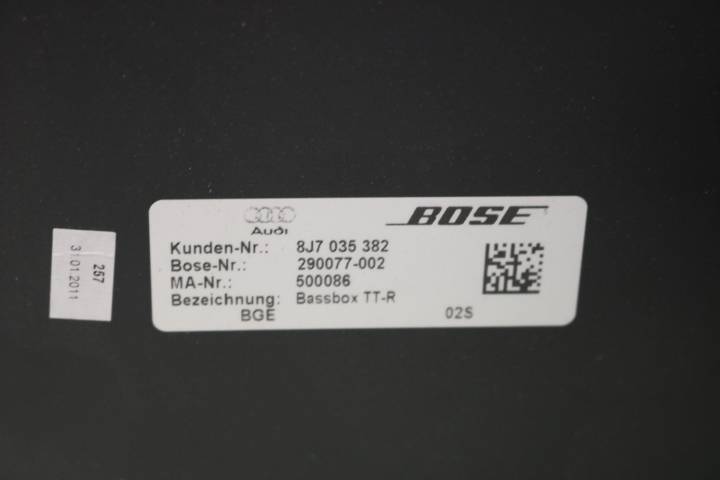 Audi
BOSE
Kunden-Nr.: 8J7 035 382
Bose-Nr.: 290077-002
MA-Nr.: 500086
Bezeichnung: Bassbox TT-R
BGE 02S
257
31.01.2011